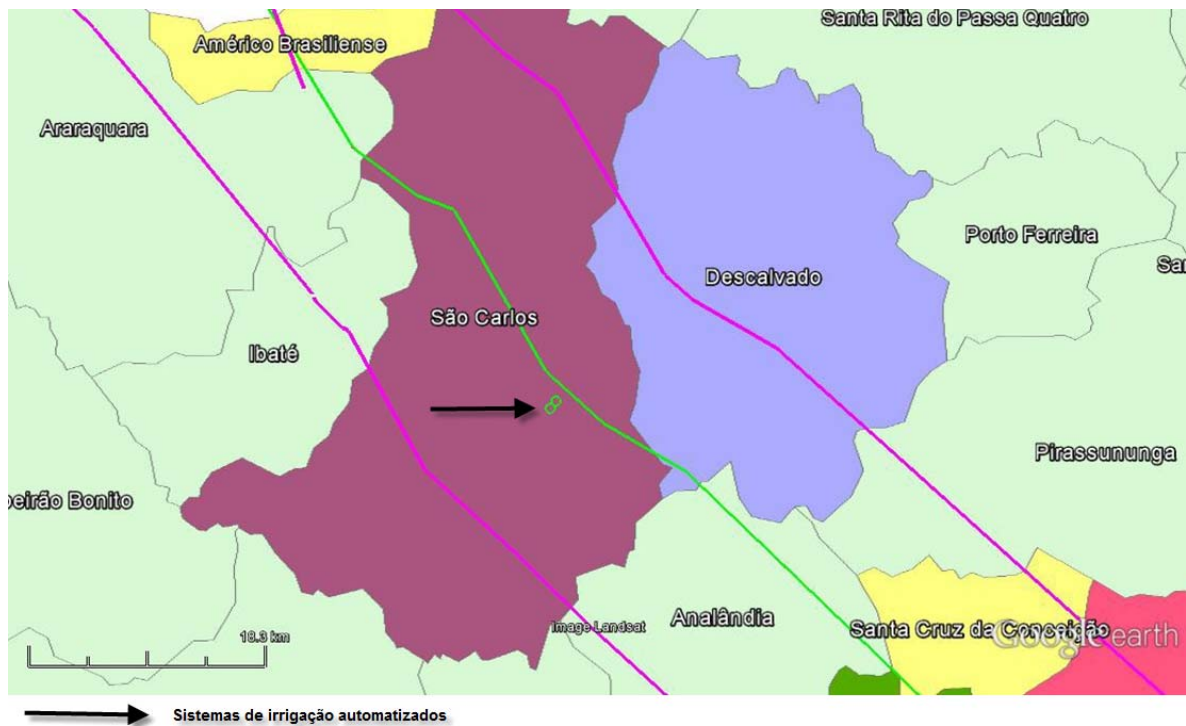 Santa Rita do Passa Quatro
Américo Brasiliense
Araraquara
Porto Ferreira
Descalvado
São Carlos
Ibaté
Pirassununga
eirão Bonito
Analândia
Image Landsat
Santa Cruz da Conceição
18.3 km
Google earth
Sistemas de irrigação automatizados